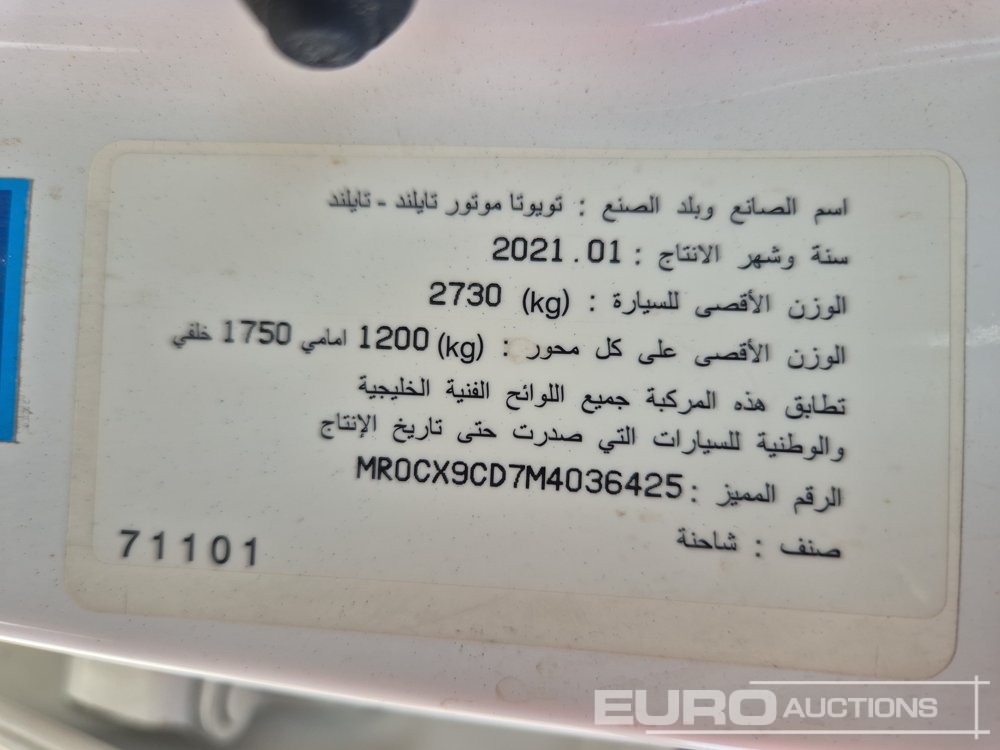 اسم الصانع وبلد الصنع : تويوتا موتور تايلند - تايلند
سنة وشهر الانتاج : 2021.01
الوزن الأقصى للسيارة : (kg) 2730
الوزن الأقصى على كل محور : (kg) 1200 امامي 1750 خلفي
تطابق هذه المركبة جميع اللوائح الفنية الخليجية
والوطنية للسيارات التي صدرت حتى تاريخ الإنتاج
الرقم المميز : MR0CX9CD7M4036425
صنف : شاحنة
71101
EURO AUCTIONS